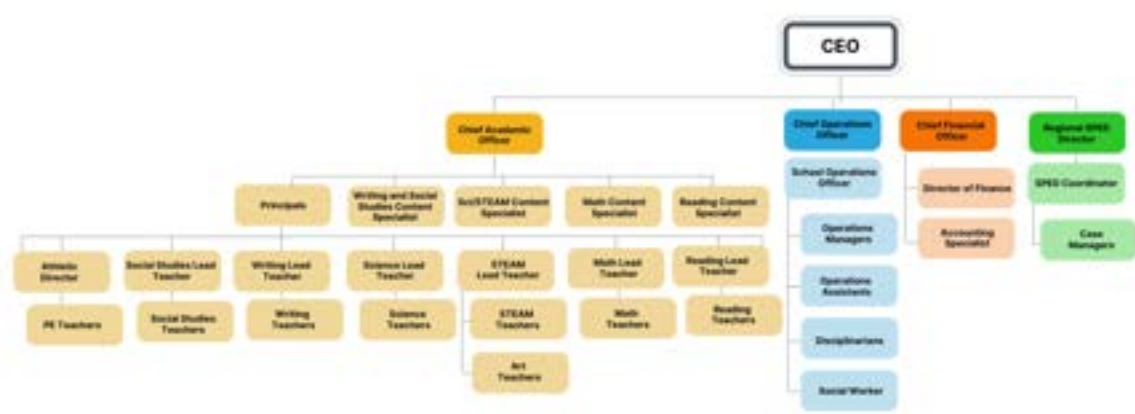 CEO
Chief Academic
Officer
Chief Operations
Officer
Chief Financial
Officer
Regional SPED
Director
School Operations
Officer
Director of Finance
SPED Coordinator
Principals
Writing and Social
Studies Content
Specialist
Sci/STEAM Content
Specialist
Math Content
Specialist
Reading Content
Specialist
Operations
Managers
Accounting
Specialist
Case
Managers
Athletic
Director
Social Studies Lead
Teacher
Writing Lead
Teacher
Science Lead
Teacher
STEAM
Lead Teacher
Math Lead
Teacher
Reading Lead
Teacher
Operations
Assistants
PE Teachers
Social Studies
Teachers
Writing
Teachers
Science
Teachers
STEAM
Teachers
Math
Teachers
Reading
Teachers
Disciplinarians
Art
Teachers
Social Worker